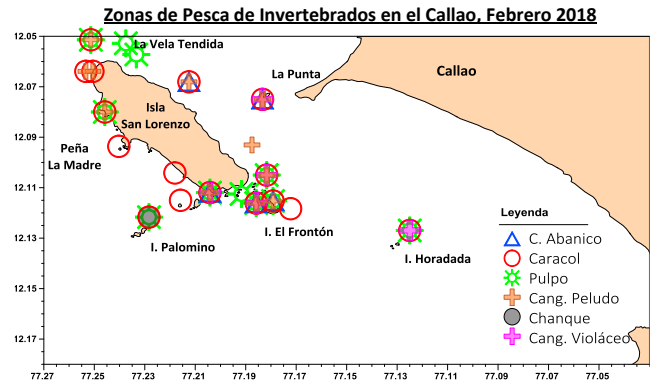 Zonas de Pesca de Invertebrados en el Callao, Febrero 2018
12.05
La Vela Tendida
La Punta
Callao
12.07
Isla
San Lorenzo
12.09
Peña
La Madre
12.11
I. Palomino
I. El Frontón
I. Horadada
12.13
12.15
12.17
Leyenda
C. Abanico
Caracol
Pulpo
Cang. Peludo
Chanque
Cang. Violáceo
77.27 77.25 77.23 77.21 77.19 77.17 77.15 77.13 77.11 77.09 77.07 77.05